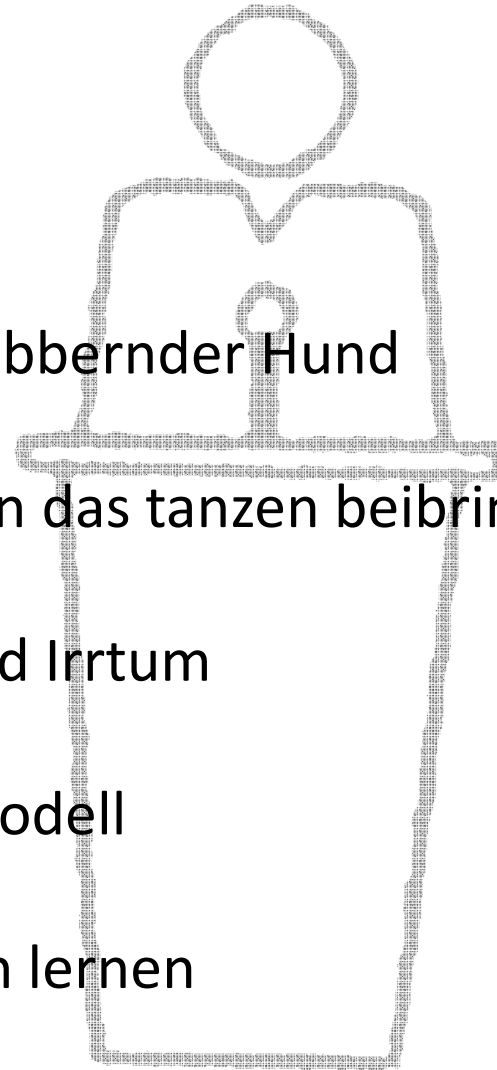 bbernder Hund
n das tanzen beibrin
d Irrtum
odell
n lernen